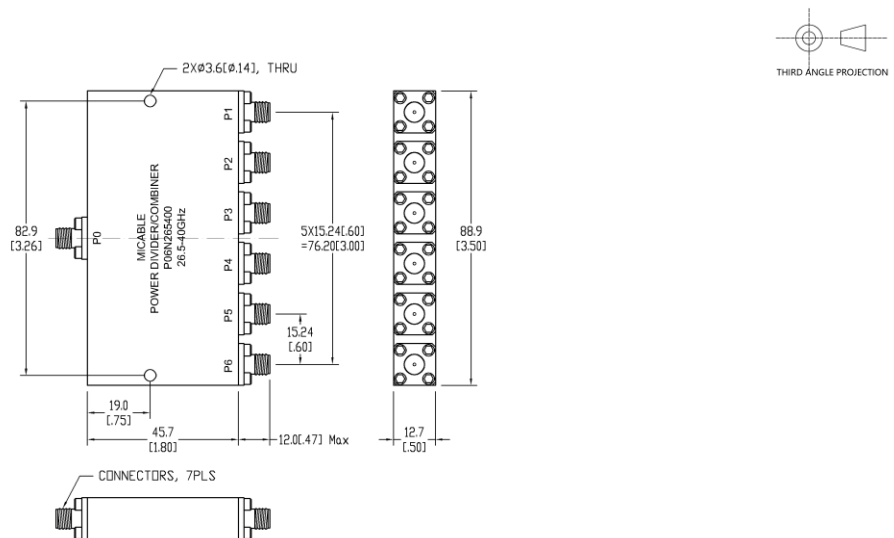 2XØ3.6[Ø.14], THRU
THIRD ANGLE PROJECTION
P1
P2
P3
P4
P5
P6
P0
MICABLE
POWER DIVIDER/COMBINER
P06N265400
26.5-40GHz
82.9
[3.26]
5X15.24[.60]
=76.20[3.00]
88.9
[3.50]
15.24
[.60]
19.0
[.75]
45.7
[1.80]
12.0[.47] Max
12.7
[.50]
CONNECTORS, 7PLS